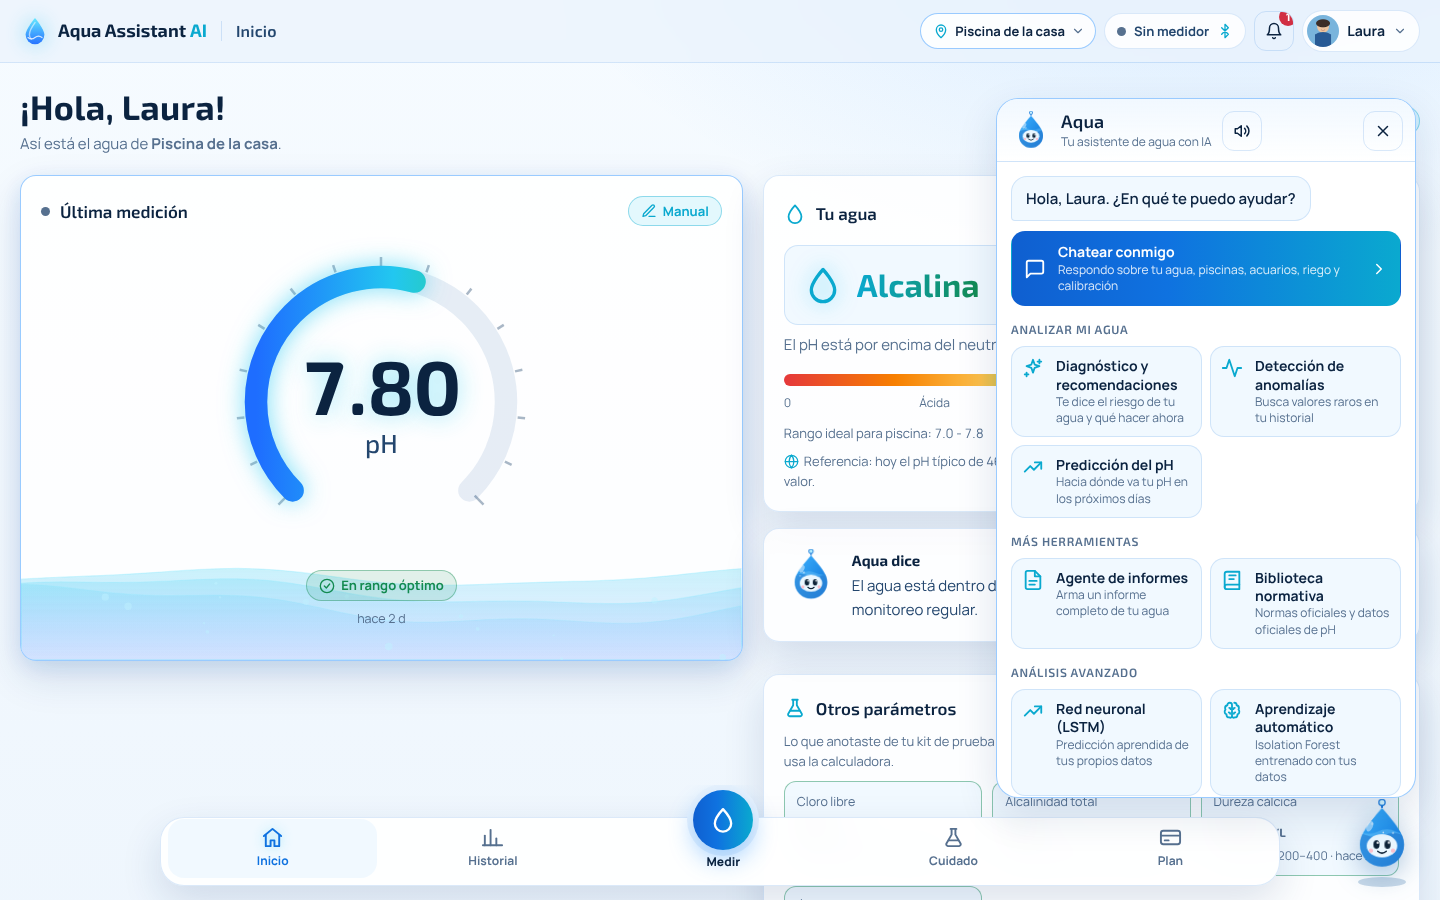 Aqua Assistant AI
Inicio
Piscina de la casa
Sin medidor
1
Laura
¡Hola, Laura!
Así está el agua de Piscina de la casa.
Última medición
Manual
7.80
pH
En rango óptimo
hace 2 d
Tu agua
Alcalina
El pH está por encima del
0
Ácida
Rango ideal para piscina: 7.0 - 7.8
Referencia: hoy el pH típico de
valor.
Aqua dice
El agua está dentro
monitoreo regular.
Otros parámetros
Lo que anotaste de tu kit de prueba
usa la calculadora.
Cloro libre
Alcalinidad total
Dureza cálcica
200–400 · hace
Aqua
Tu asistente de agua con IA
Hola, Laura. ¿En qué te puedo ayudar?
Chatear conmigo
Respondo sobre tu agua, piscinas, acuarios, riego y
calibración
ANALIZAR MI AGUA
Diagnóstico y
recomendaciones
Te dice el riesgo de tu
agua y qué hacer ahora
Detección de
anomalías
Busca valores raros en
tu historial
Predicción del pH
Hacia dónde va tu pH en
los próximos días
MÁS HERRAMIENTAS
Agente de informes
Arma un informe
completo de tu agua
Biblioteca
normativa
Normas oficiales y datos
oficiales de pH
ANÁLISIS AVANZADO
Red neuronal
(LSTM)
Predicción aprendida de
tus propios datos
Aprendizaje
automático
Isolation Forest
entrenado con tus
datos
Inicio
Historial
Medir
Cuidado
Plan